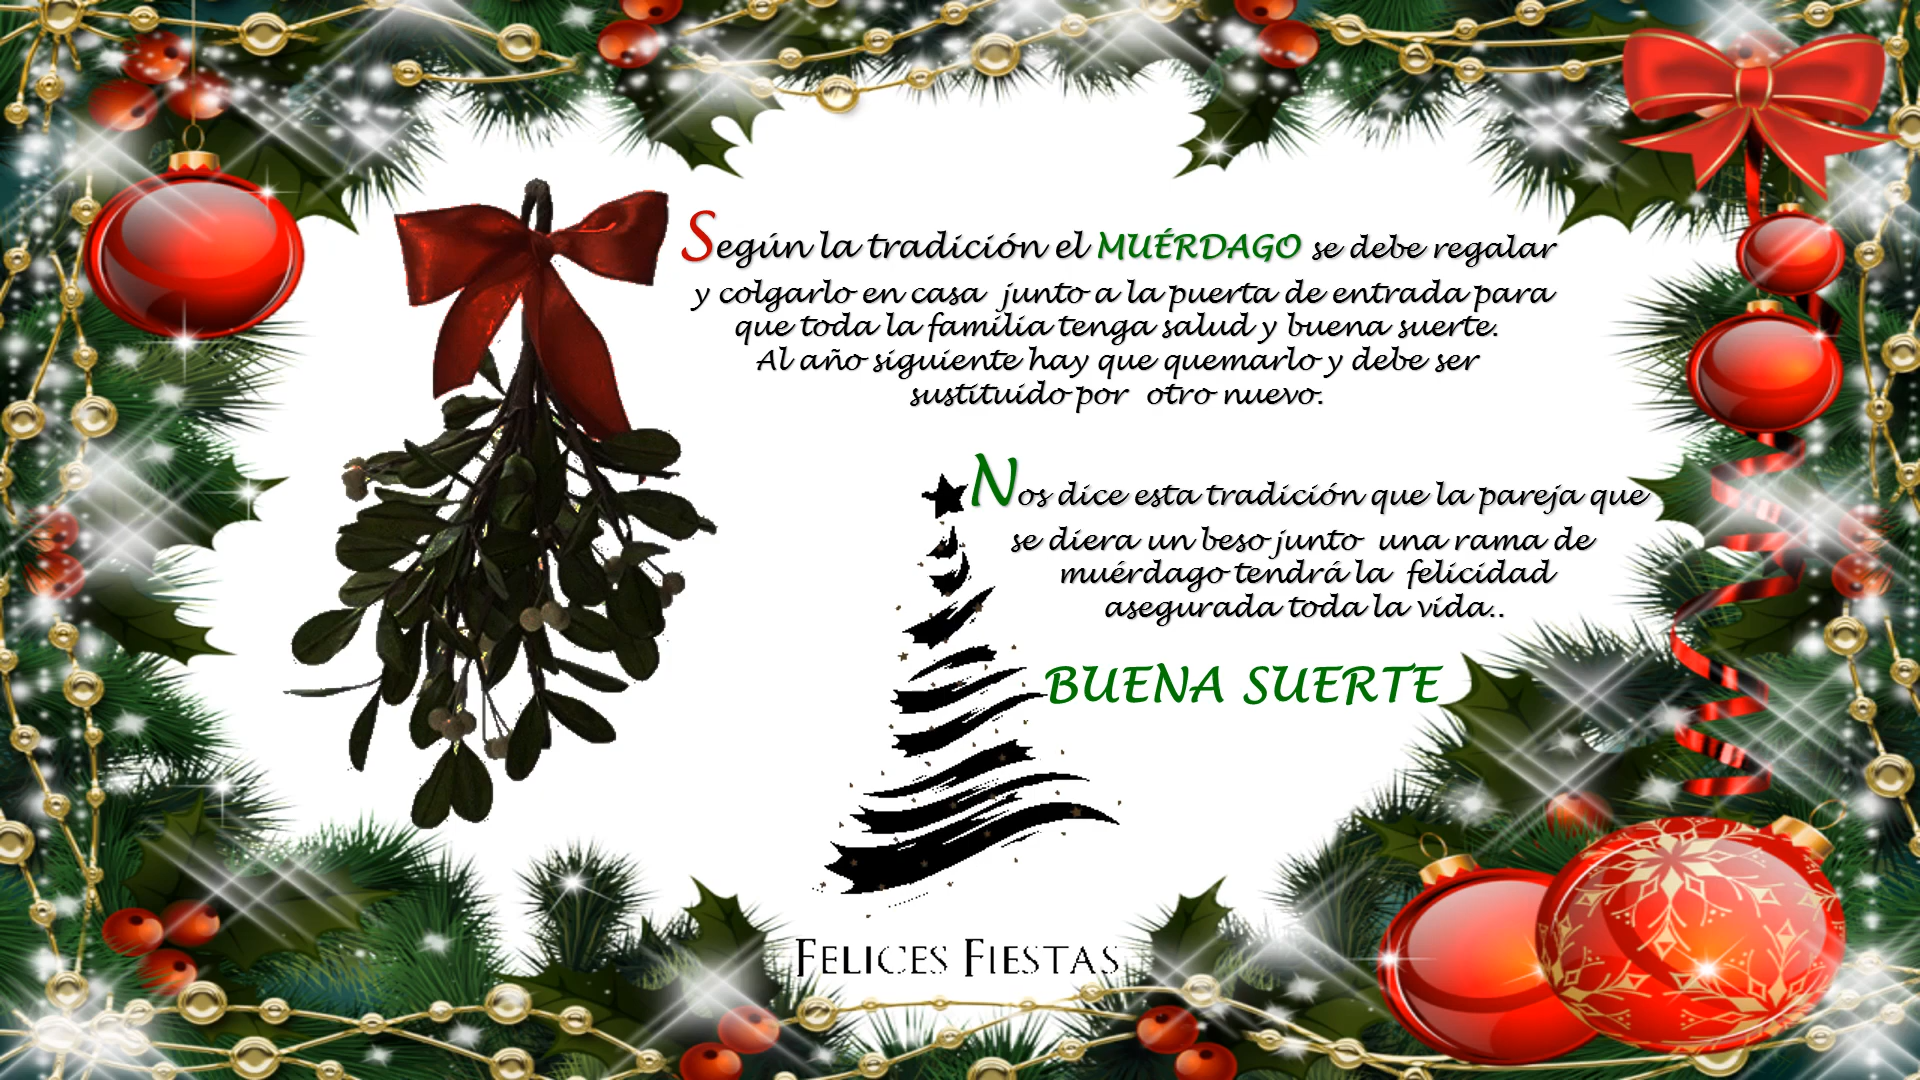 Según la tradición el MUÉRDAGO se debe regalar
y colgarlo en casa junto a la puerta de entrada para
que toda la familia tenga salud y buena suerte.
Al año siguiente hay que quemarlo y debe ser
sustituido por otro nuevo.
Nos dice esta tradición que la pareja que
se diera un beso junto una rama de
muérdago tendrá la felicidad
asegurada toda la vida..
BUENA SUERTE
FELICES FIESTAS